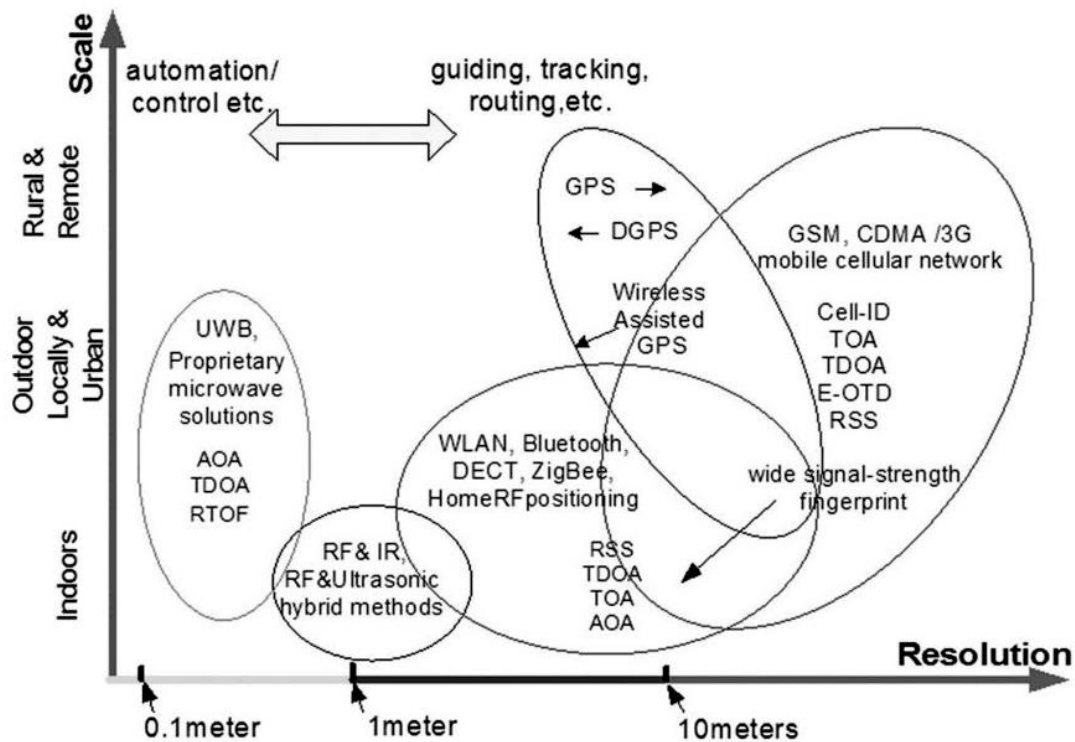 Scale
Rural &
Remote
Outdoor
Locally &
Urban
Indoors
automation/
control etc.
guiding, tracking,
routing,etc.
GPS
DGPS
Wireless
Assisted
GPS
GSM, CDMA /3G
mobile cellular network
Cell-ID
TOA
TDOA
E-OTD
RSS
UWB,
Proprietary
microwave
solutions
AOA
TDOA
RTOF
WLAN, Bluetooth,
DECT, ZigBee,
HomeRFpositioning
wide signal-strength
fingerprint
RF& IR,
RF&Ultrasonic
hybrid methods
RSS
TDOA
TOA
AOA
Resolution
0.1meter
1meter
10meters